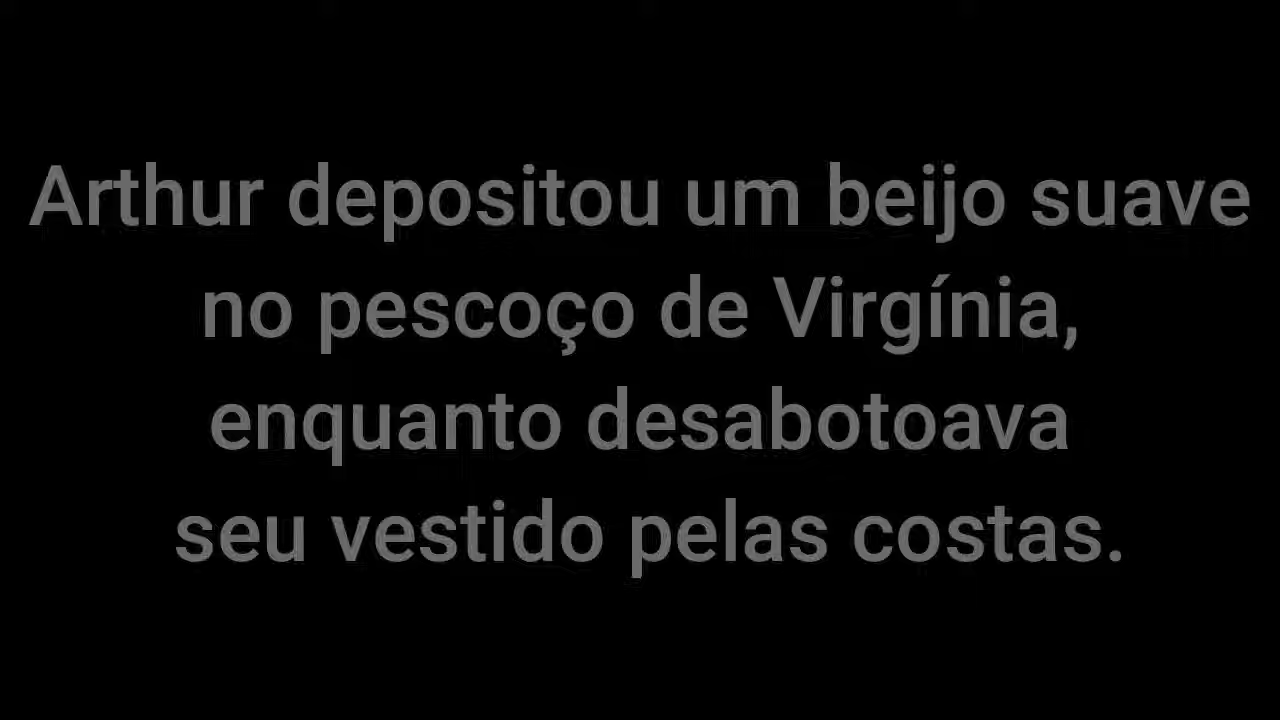 Arthur depositou um beijo suave
no pescoço de Virgínia,
enquanto desabotoava
seu vestido pelas costas.